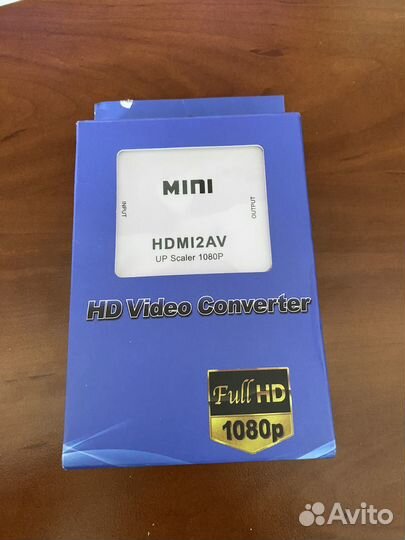 MINI
INPUT
OUTPUT
HDMI2AV
UP Scaler 1080P
HD Video Converter
Full HD
1080p
Avito